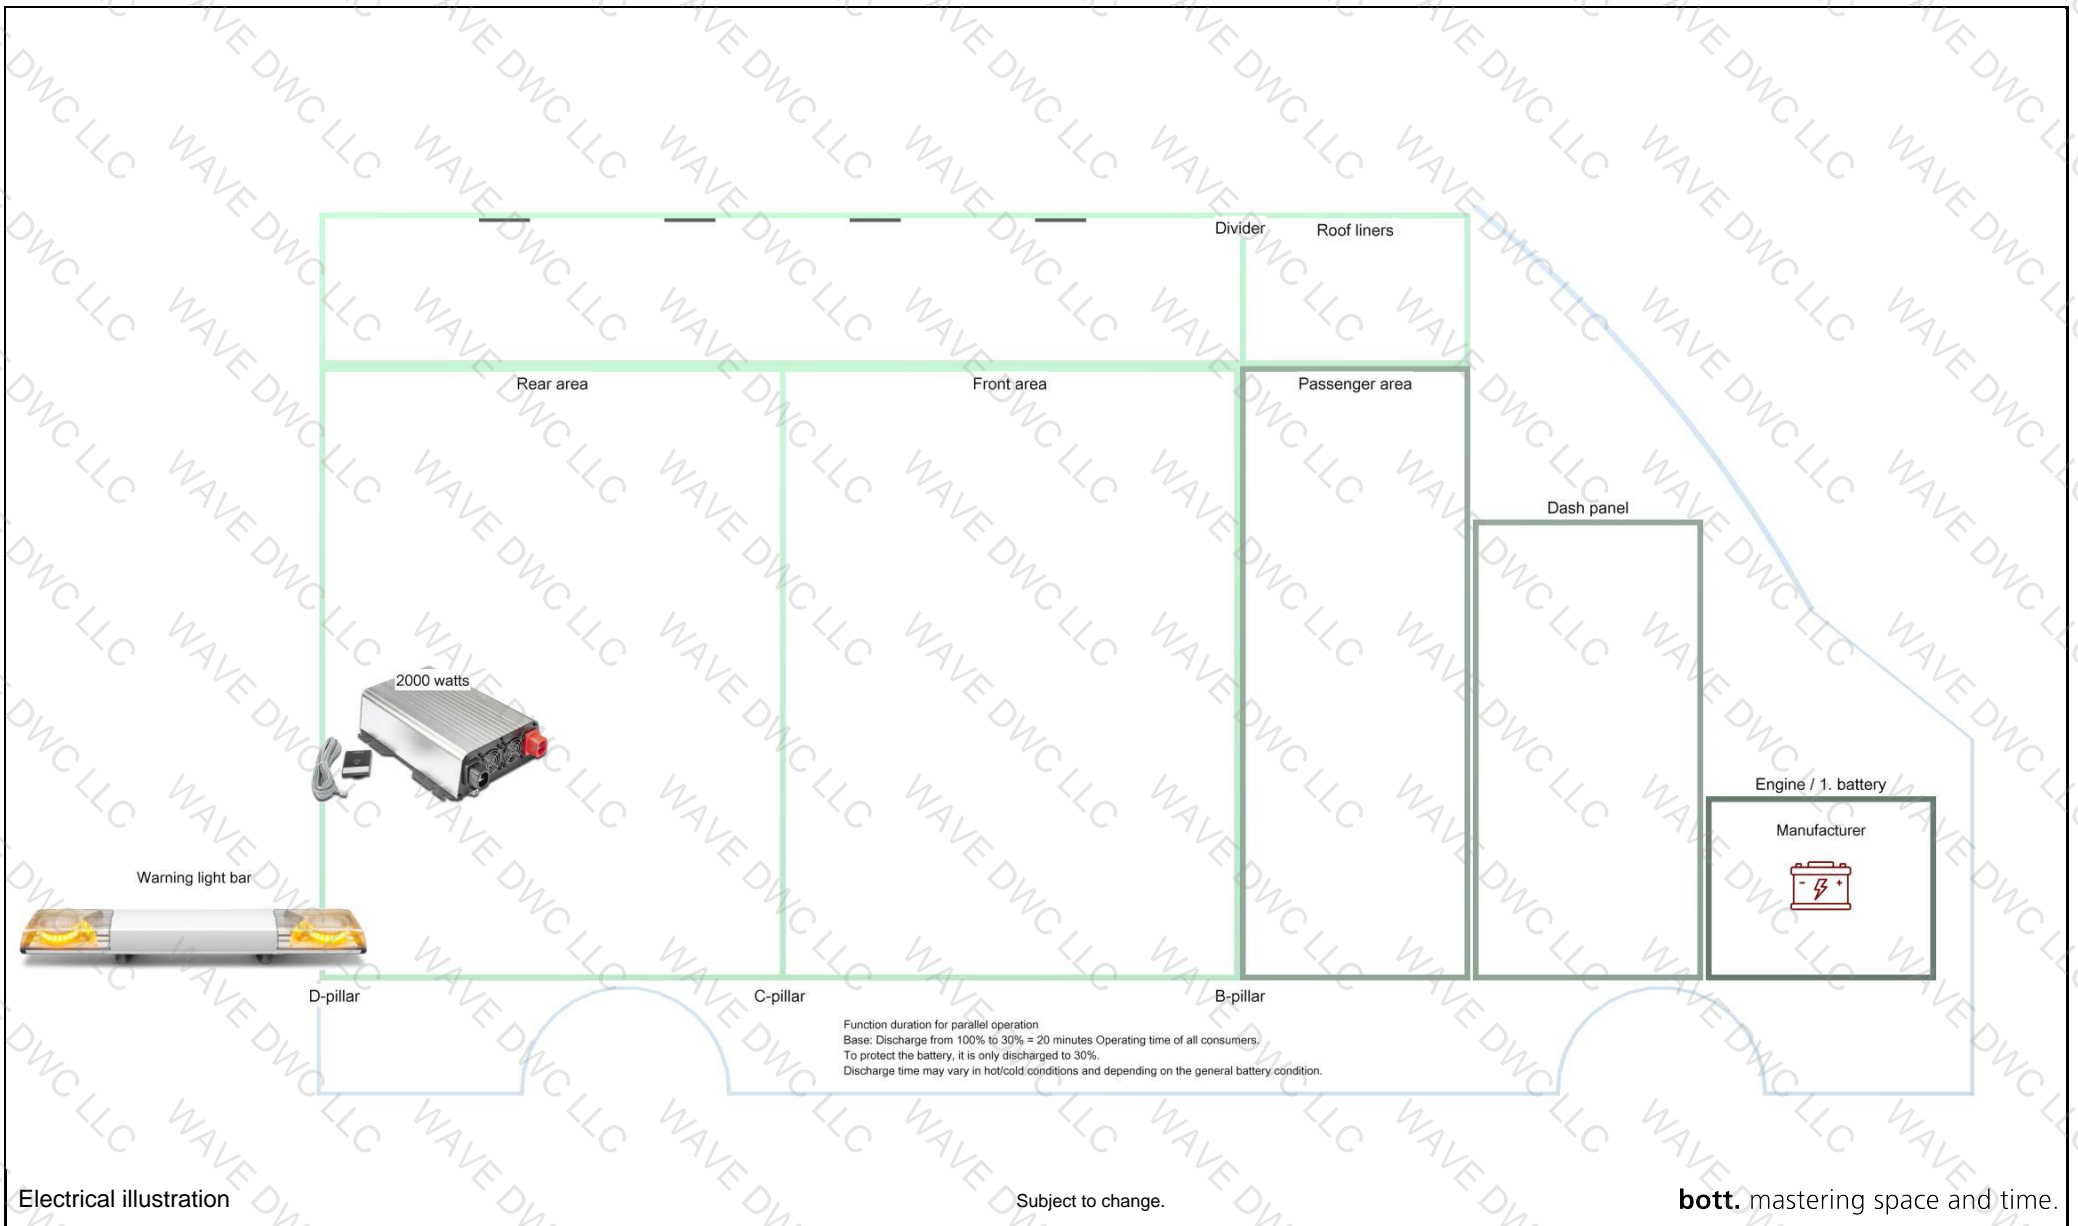 Divider
Roof liners
Rear area
Front area
Passenger area
Dash panel
2000 watts
Engine / 1. battery
Manufacturer
Warning light bar
D-pillar
C-pillar
B-pillar
Function duration for parallel operation
Base: Discharge from 100% to 30% = 20 minutes Operating time of all consumers.
To protect the battery, it is only discharged to 30%.
Discharge time may vary in hot/cold conditions and depending on the general battery condition.
Electrical illustration
Subject to change.
bott. mastering space and time.
WAVE DWC LLC